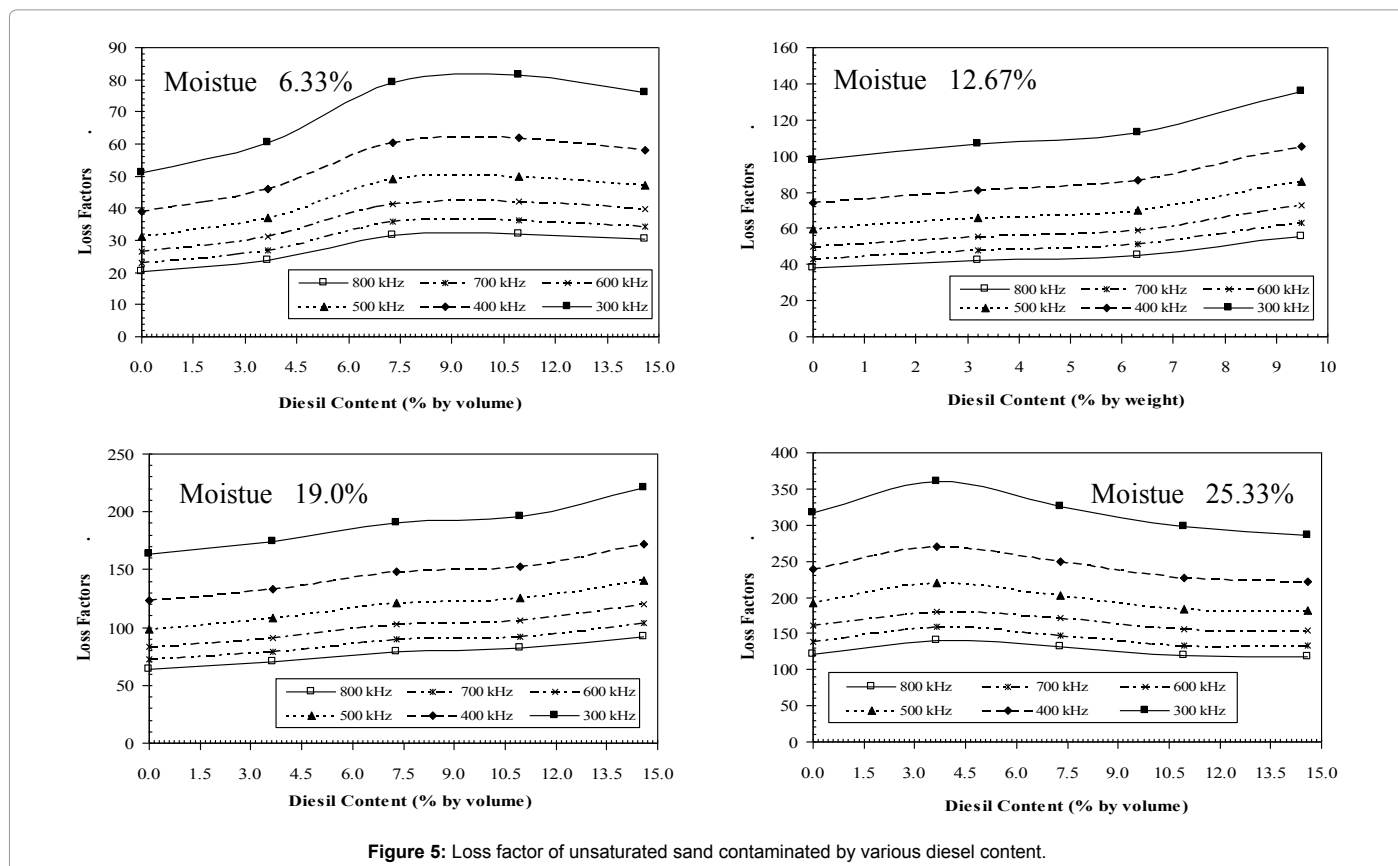 Moistue 6.33%
Loss Factors
90
80
70
60
50
40
30
20
10
0
0.0 1.5 3.0 4.5 6.0 7.5 9.0 10.5 12.0 13.5 15.0
Diesil Content (% by volume)
800 kHz 700 kHz 600 kHz
500 kHz 400 kHz 300 kHz
Moistue 12.67%
Loss Factors
160
140
120
100
80
60
40
20
0
0 1 2 3 4 5 6 7 8 9 10
Diesil Content (% by weight)
800 kHz 700 kHz 600 kHz
500 kHz 400 kHz 300 kHz
Moistue 19.0%
Loss Factors
250
200
150
100
50
0
0.0 1.5 3.0 4.5 6.0 7.5 9.0 10.5 12.0 13.5 15.0
Diesil Content (% by volume)
800 kHz 700 kHz 600 kHz
500 kHz 400 kHz 300 kHz
Moistue 25.33%
Loss Factors
400
350
300
250
200
150
100
50
0
0.0 1.5 3.0 4.5 6.0 7.5 9.0 10.5 12.0 13.5 15.0
Diesil Content (% by volume)
800 kHz 700 kHz 600 kHz
500 kHz 400 kHz 300 kHz
Figure 5: Loss factor of unsaturated sand contaminated by various diesel content.